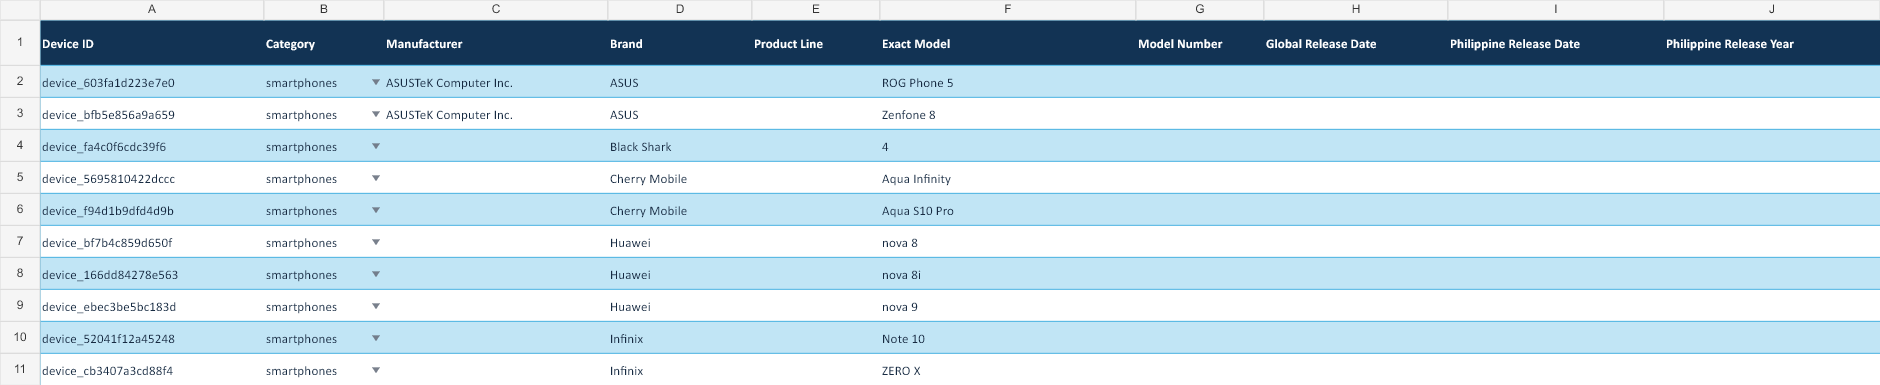 A B C D E F G H I J
1 Device ID Category Manufacturer Brand Product Line Exact Model Model Number Global Release Date Philippine Release Date Philippine Release Year
2 device_603fa1d223e7e0 smartphones ASUSTeK Computer Inc. ASUS ROG Phone 5
3 device_bfb5e856a9a659 smartphones ASUSTeK Computer Inc. ASUS Zenfone 8
4 device_fa4c0f6cdc39f6 smartphones Black Shark 4
5 device_5695810422dccc smartphones Cherry Mobile Aqua Infinity
6 device_f94d1b9dfd4d9b smartphones Cherry Mobile Aqua S10 Pro
7 device_bf7b4c859d650f smartphones Huawei nova 8
8 device_166dd84278e563 smartphones Huawei nova 8i
9 device_ebec3be5bc183d smartphones Huawei nova 9
10 device_52041f12a45248 smartphones Infinix Note 10
11 device_cb3407a3cd88f4 smartphones Infinix ZERO X